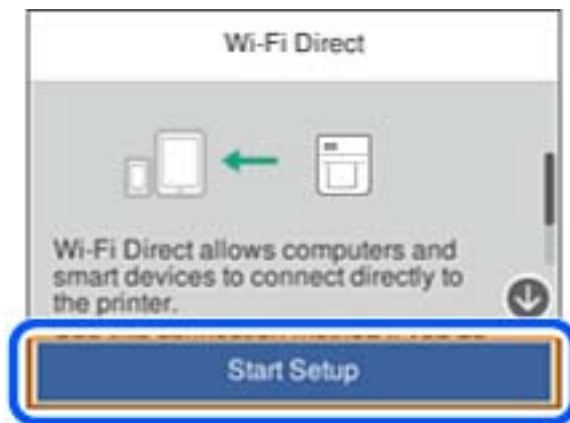 Wi-Fi Direct
Wi-Fi Direct allows computers and
smart devices to connect directly to
the printer.
Start Setup